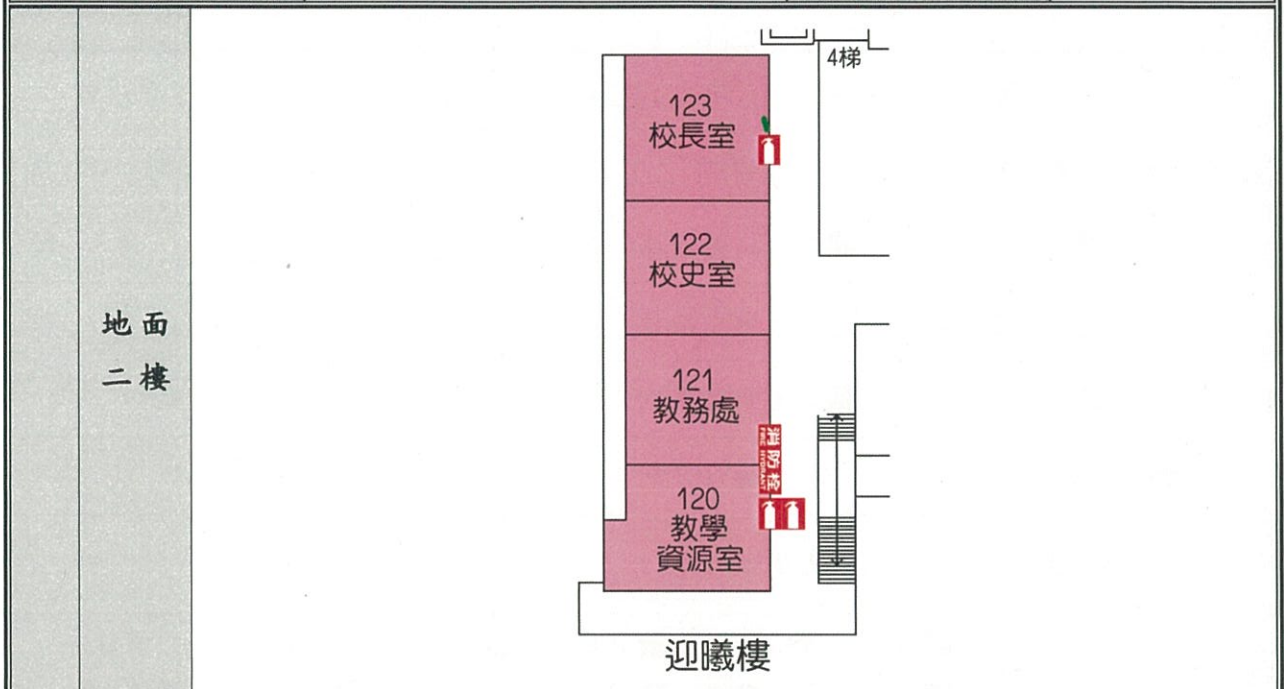 地面
二樓
4梯
123
校長室
122
校史室
121
教務處
消防栓
FIRE HYDRANT
120
教學
資源室
迎曦樓